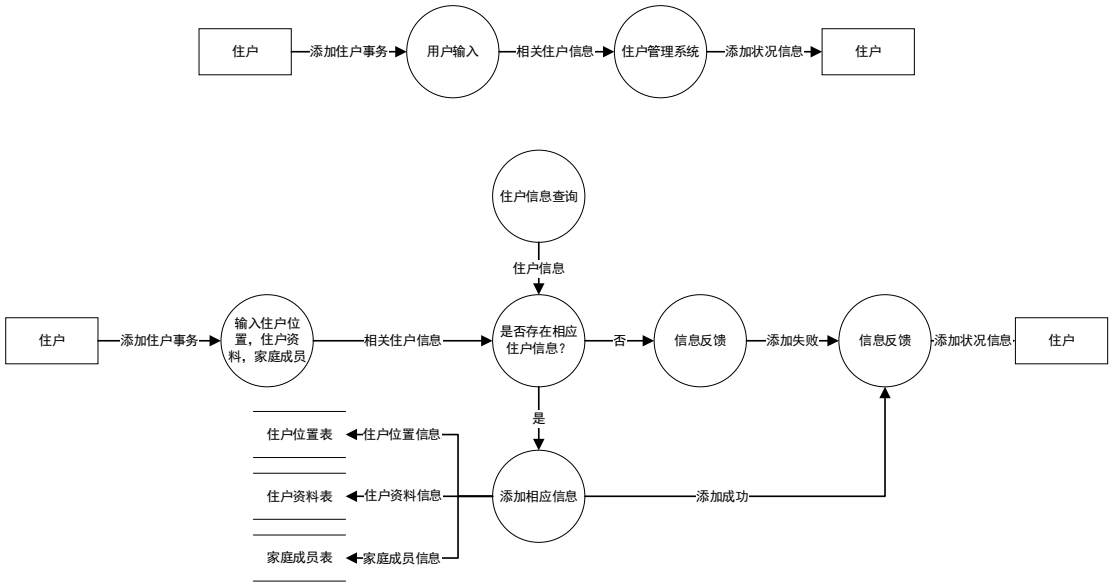 住户
添加住户事务
用户输入
相关住户信息
住户管理系统
添加状况信息
住户
住户信息查询
住户信息
住户
添加住户事务
输入住户位
置，住户资
料，家庭成员
相关住户信息
是否存在相应
住户信息？
否
信息反馈
添加失败
信息反馈
添加状况信息
住户
是
住户位置表
住户位置信息
住户资料表
住户资料信息
添加相应信息
添加成功
家庭成员表
家庭成员信息